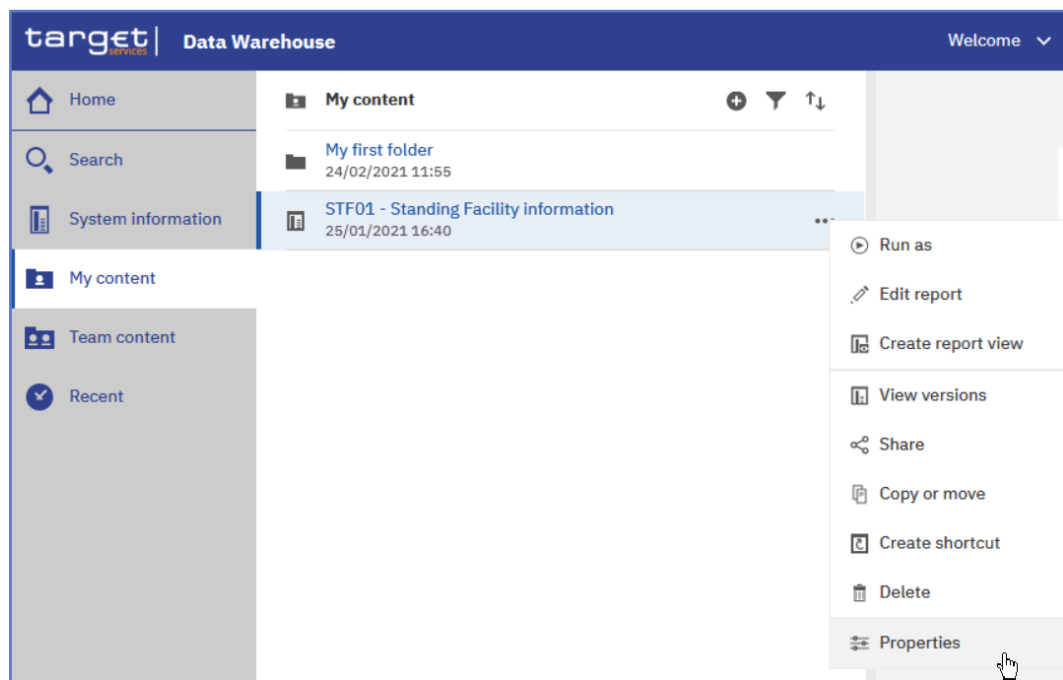 target services | Data Warehouse
Welcome
Home
Search
System information
My content
Team content
Recent
My content
My first folder
24/02/2021 11:55
STF01 - Standing Facility information
25/01/2021 16:40
Run as
Edit report
Create report view
View versions
Share
Copy or move
Create shortcut
Delete
Properties